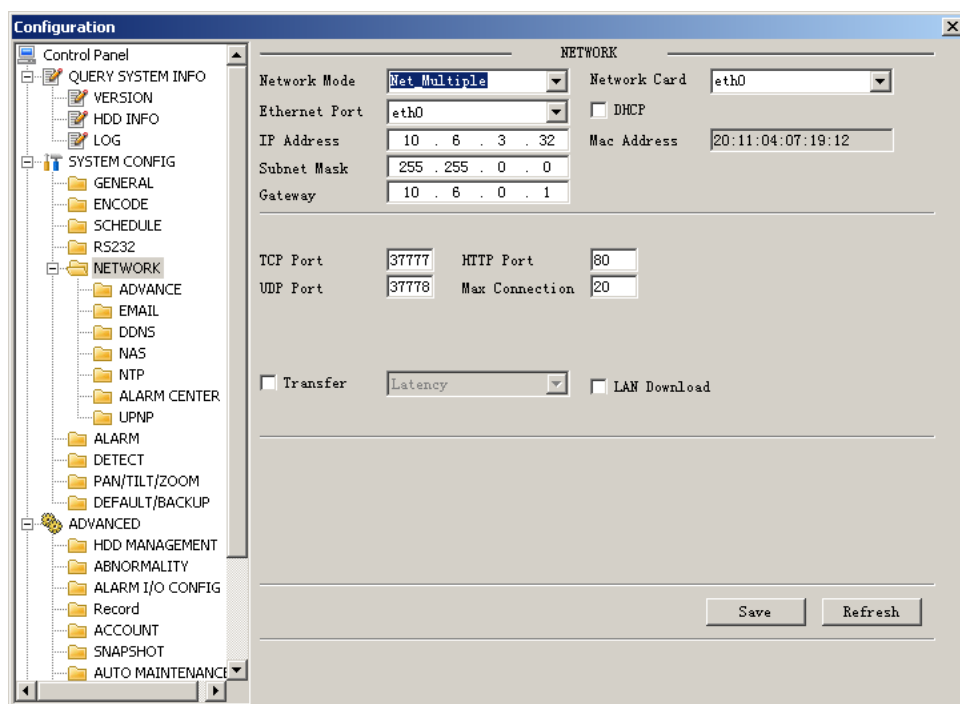 Configuration
Control Panel
QUERY SYSTEM INFO
VERSION
HDD INFO
LOG
SYSTEM CONFIG
GENERAL
ENCODE
SCHEDULE
RS232
NETWORK
ADVANCE
EMAIL
DDNS
NAS
NTP
ALARM CENTER
UPNP
ALARM
DETECT
PAN/TILT/ZOOM
DEFAULT/BACKUP
ADVANCED
HDD MANAGEMENT
ABNORMALITY
ALARM I/O CONFIG
Record
ACCOUNT
SNAPSHOT
AUTO MAINTENANCE
NETWORK
Network Mode Net_Multiple Network Card eth0
Ethernet Port eth0 DHCP
IP Address 10 . 6 . 3 . 32 Mac Address 20:11:04:07:19:12
Subnet Mask 255 . 255 . 0 . 0
Gateway 10 . 6 . 0 . 1
TCP Port 37777 HTTP Port 80
UDP Port 37778 Max Connection 20
Transfer Latency LAN Download
Save Refresh